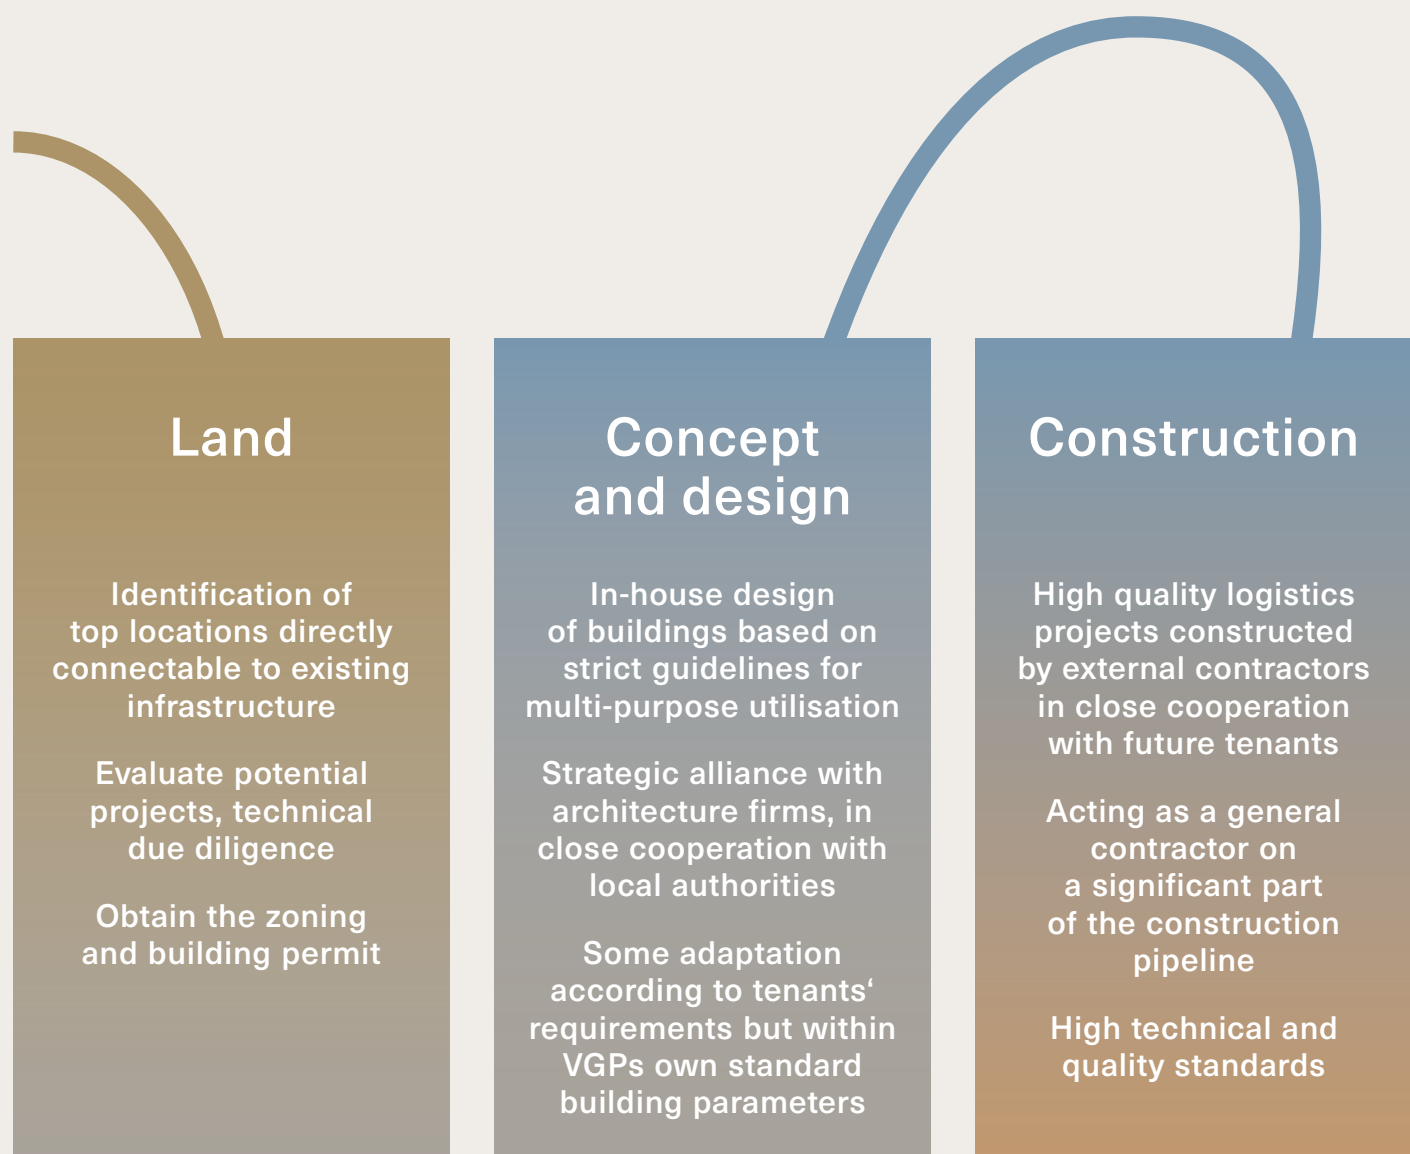 Land
Identification of
top locations directly
connectable to existing
infrastructure
Evaluate potential
projects, technical
due diligence
Obtain the zoning
and building permit
Concept
and design
In-house design
of buildings based on
strict guidelines for
multi-purpose utilisation
Strategic alliance with
architecture firms, in
close cooperation with
local authorities
Some adaptation
according to tenants‘
requirements but within
VGPs own standard
building parameters
Construction
High quality logistics
projects constructed
by external contractors
in close cooperation
with future tenants
Acting as a general
contractor on
a significant part
of the construction
pipeline
High technical and
quality standards